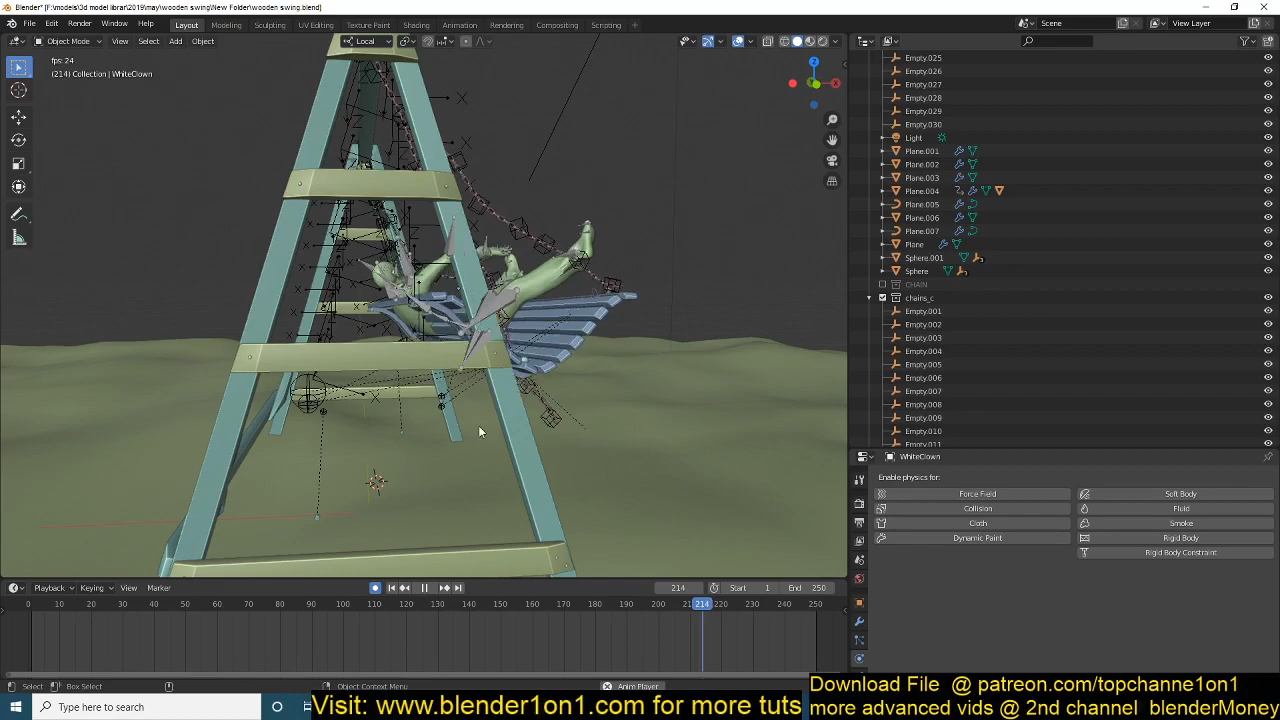 Blender* [F:\models\3d model librar\2019\may\wooden swing\New Folder\wooden swing.blend]
File Edit Render Window Help Layout Modeling Sculpting UV Editing Texture Paint Shading Animation Rendering Compositing Scripting + Scene View Layer
Object Mode View Select Add Object Local
fps: 24
(214) Collection | WhiteClown
Empty.025
Empty.026
Empty.027
Empty.028
Empty.029
Empty.030
Light
Plane.001
Plane.002
Plane.003
Plane.004
Plane.005
Plane.006
Plane.007
Plane
Sphere.001
Sphere
CHAIN
chains_c
Empty.001
Empty.002
Empty.003
Empty.004
Empty.005
Empty.006
Empty.007
Empty.008
Empty.009
Empty.010
Empty.011
WhiteClown
Enable physics for:
Force Field Soft Body
Collision Fluid
Cloth Smoke
Dynamic Paint Rigid Body
Rigid Body Constraint
Playback Keying View Marker 214 Start 1 End 250
0 10 20 30 40 50 60 70 80 90 100 110 120 130 140 150 160 170 180 190 200 214 220 230 240 250
Select Box Select Object Context Menu Anim Player
Type here to search
Visit: www.blender1on1.com for more tuts
Download File @ patreon.com/topchanne1on1
more advanced vids @ 2nd channel blenderMoney